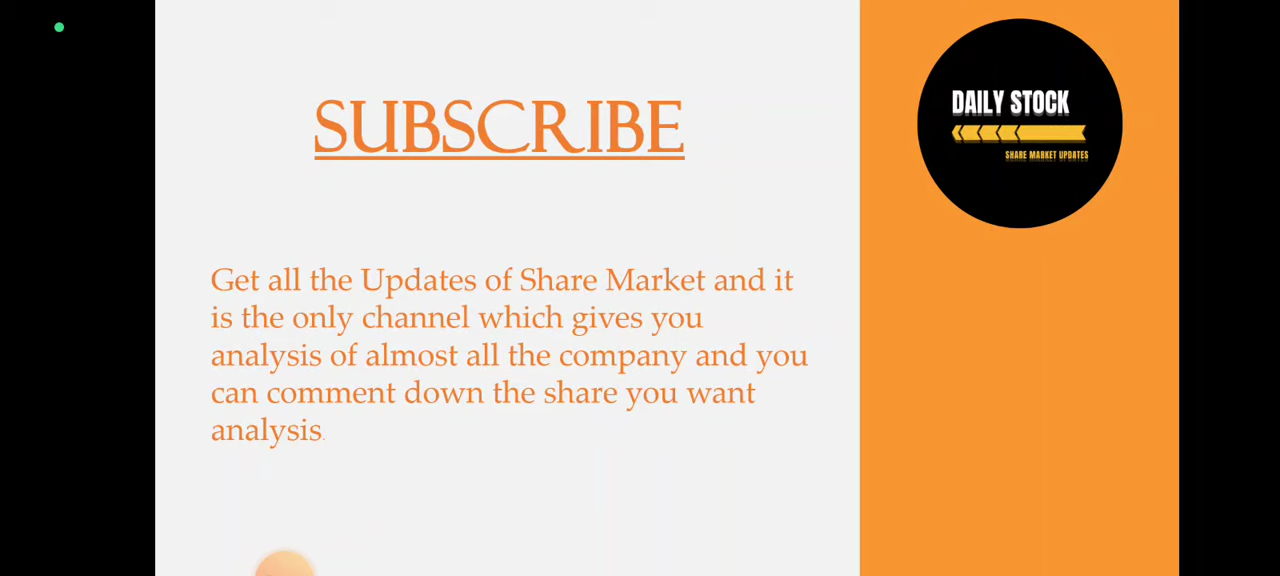 SUBSCRIBE
Get all the Updates of Share Market and it
is the only channel which gives you
analysis of almost all the company and you
can comment down the share you want
analysis.
DAILY STOCK
SHARE MARKET UPDATES